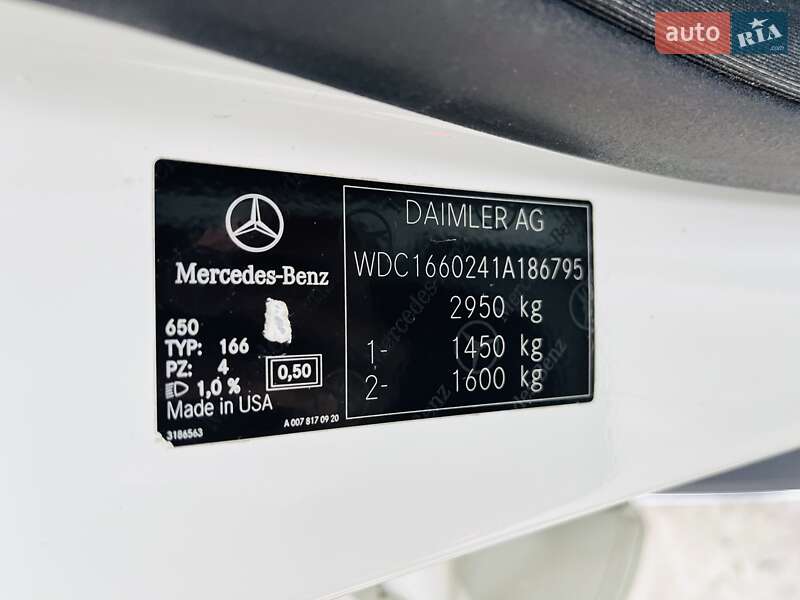 auto RIA
Mercedes-Benz
650
TYP: 166
PZ: 4
1,0 % 0,50
Made in USA
A 007 817 09 20
3186563
DAIMLER AG
WDC1660241A186795
2950 kg
1- 1450 kg
2- 1600 kg